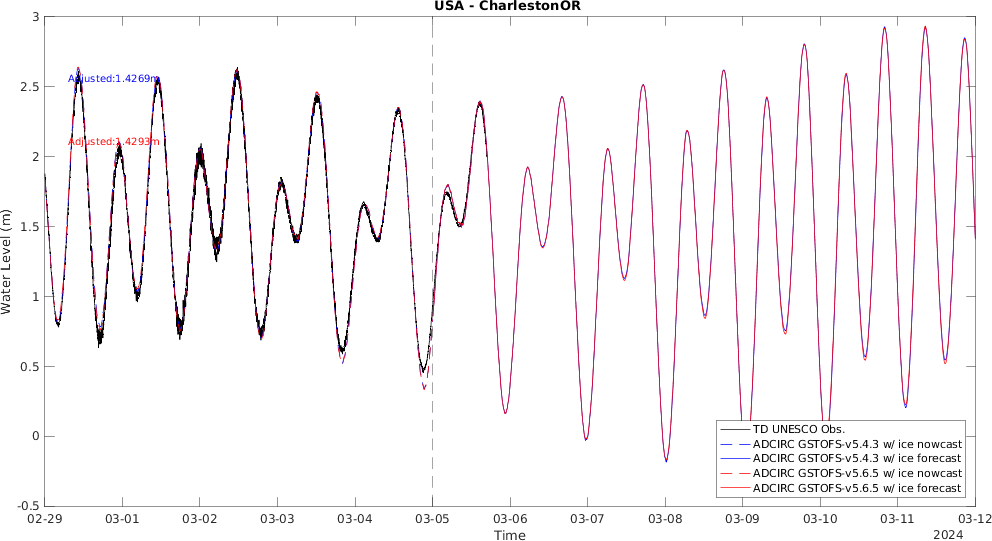 USA - CharlestonOR
3
2.5
2
1.5
1
0.5
0
-0.5
Water Level (m)
Adjusted:1.4269m
Adjusted:1.4293m
TD UNESCO Obs.
ADCIRC GSTOFS-v5.4.3 w/ ice nowcast
ADCIRC GSTOFS-v5.4.3 w/ ice forecast
ADCIRC GSTOFS-v5.6.5 w/ ice nowcast
ADCIRC GSTOFS-v5.6.5 w/ ice forecast
02-29 03-01 03-02 03-03 03-04 03-05 03-06 03-07 03-08 03-09 03-10 03-11 03-12
Time
2024